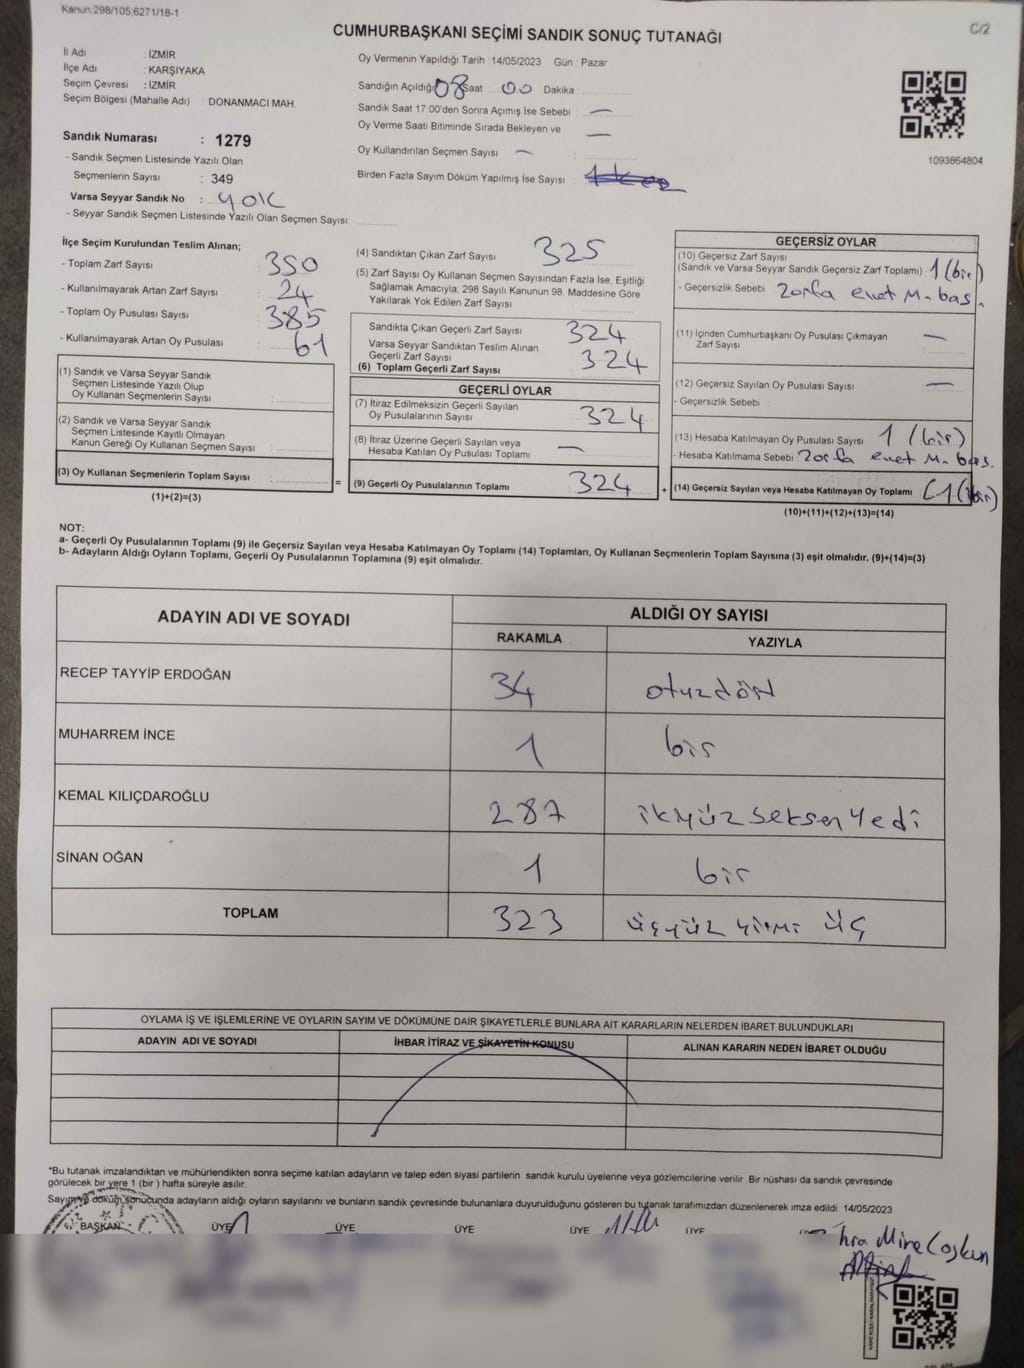 Kanun.298/105;6271/18-1
C/2
CUMHURBAŞKANI SEÇİMİ SANDIK SONUÇ TUTANAĞI
İl Adı : İZMİR
İlçe Adı : KARŞIYAKA
Seçim Çevresi : İZMİR
Seçim Bölgesi (Mahalle Adı) : DONANMACI MAH.
Sandık Numarası : 1279
- Sandık Seçmen Listesinde Yazılı Olan
Seçmenlerin Sayısı : 349
Varsa Seyyar Sandık No : YOK
- Seyyar Sandık Seçmen Listesinde Yazılı Olan Seçmen Sayısı:
Oy Vermenin Yapıldığı Tarih : 14/05/2023 Gün : Pazar
Sandığın Açıldığı 08 Saat 00 Dakika :
Sandık Saat 17:00'den Sonra Açımış İse Sebebi : —
Oy Verme Saati Bitiminde Sırada Bekleyen ve
Oy Kullandırılan Seçmen Sayısı —
Birden Fazla Sayım Döküm Yapılmış İse Sayısı :
1093864804
İlçe Seçim Kurulundan Teslim Alınan;
- Toplam Zarf Sayısı : 350
- Kullanılmayarak Artan Zarf Sayısı : 24
- Toplam Oy Pusulası Sayısı : 385
- Kullanılmayarak Artan Oy Pusulası : 61
(1) Sandık ve Varsa Seyyar Sandık
Seçmen Listesinde Yazılı Olup
Oy Kullanan Seçmenlerin Sayısı :
(2) Sandık ve Varsa Seyyar Sandık
Seçmen Listesinde Kayıtlı Olmayan
Kanun Gereği Oy Kullanan Seçmen Sayısı :
(3) Oy Kullanan Seçmenlerin Toplam Sayısı :
(1)+(2)=(3)
(4) Sandıktan Çıkan Zarf Sayısı : 325
(5) Zarf Sayısı Oy Kullanan Seçmen Sayısından Fazla İse, Eşitliği
Sağlamak Amacıyla, 298 Sayılı Kanunun 98. Maddesine Göre
Yakılarak Yok Edilen Zarf Sayısı :
Sandıkta Çıkan Geçerli Zarf Sayısı : 324
Varsa Seyyar Sandıktan Teslim Alınan
Geçerli Zarf Sayısı : 324
(6) Toplam Geçerli Zarf Sayısı :
GEÇERLİ OYLAR
(7) İtiraz Edilmeksizin Geçerli Sayılan
Oy Pusulalarının Sayısı : 324
(8) İtiraz Üzerine Geçerli Sayılan veya
Hesaba Katılan Oy Pusulası Toplamı : —
= (9) Geçerli Oy Pusulalarının Toplamı : 324
GEÇERSİZ OYLAR
(10) Geçersiz Zarf Sayısı
(Sandık ve Varsa Seyyar Sandık Geçersiz Zarf Toplamı) : 1 (bir)
- Geçersizlik Sebebi : Zarfa evet M. bas.
(11) İçinden Cumhurbaşkanı Oy Pusulası Çıkmayan
Zarf Sayısı : —
(12) Geçersiz Sayılan Oy Pusulası Sayısı : —
- Geçersizlik Sebebi :
(13) Hesaba Katılmayan Oy Pusulası Sayısı : 1 (bir)
- Hesaba Katılmama Sebebi : Zarfa evet M. bas.
+ (14) Geçersiz Sayılan veya Hesaba Katılmayan Oy Toplamı : 1 (bir)
(10)+(11)+(12)+(13)=(14)
NOT:
a- Geçerli Oy Pusulalarının Toplamı (9) ile Geçersiz Sayılan veya Hesaba Katılmayan Oy Toplamı (14) Toplamları, Oy Kullanan Seçmenlerin Toplam Sayısına (3) eşit olmalıdır. (9)+(14)=(3)
b- Adayların Aldığı Oyların Toplamı, Geçerli Oy Pusulalarının Toplamına (9) eşit olmalıdır.
ADAYIN ADI VE SOYADI
ALDIĞI OY SAYISI
RAKAMLA
YAZIYLA
RECEP TAYYİP ERDOĞAN 34 otuzdört
MUHARREM İNCE 1 bir
KEMAL KILIÇDAROĞLU 287 ikiyüzseksenyedi
SİNAN OĞAN 1 bir
TOPLAM 323 üçyüz yirmi üç
OYLAMA İŞ VE İŞLEMLERİNE VE OYLARIN SAYIM VE DÖKÜMÜNE DAİR ŞİKAYETLERLE BUNLARA AİT KARARLARIN NELERDEN İBARET BULUNDUKLARI
ADAYIN ADI VE SOYADI
İHBAR İTİRAZ VE ŞİKAYETİN KONUSU
ALINAN KARARIN NEDEN İBARET OLDUĞU
*Bu tutanak imzalandıktan ve mühürlendikten sonra seçime katılan adayların ve talep eden siyasi partilerin sandık kurulu üyelerine veya gözlemcilerine verilir. Bir nüshası da sandık çevresinde
görülecek bir yere 1 (bir ) hafta süreyle asılır.
Sayım ve döküm sonucunda adayların aldığı oyların sayılarını ve bunların sandık çevresinde bulunanlara duyurulduğunu gösteren bu tutanak tarafımızdan düzenlenerek imza edildi. 14/05/2023
BAŞKAN ÜYE ÜYE ÜYE ÜYE ÜYE
Mine Coşkun